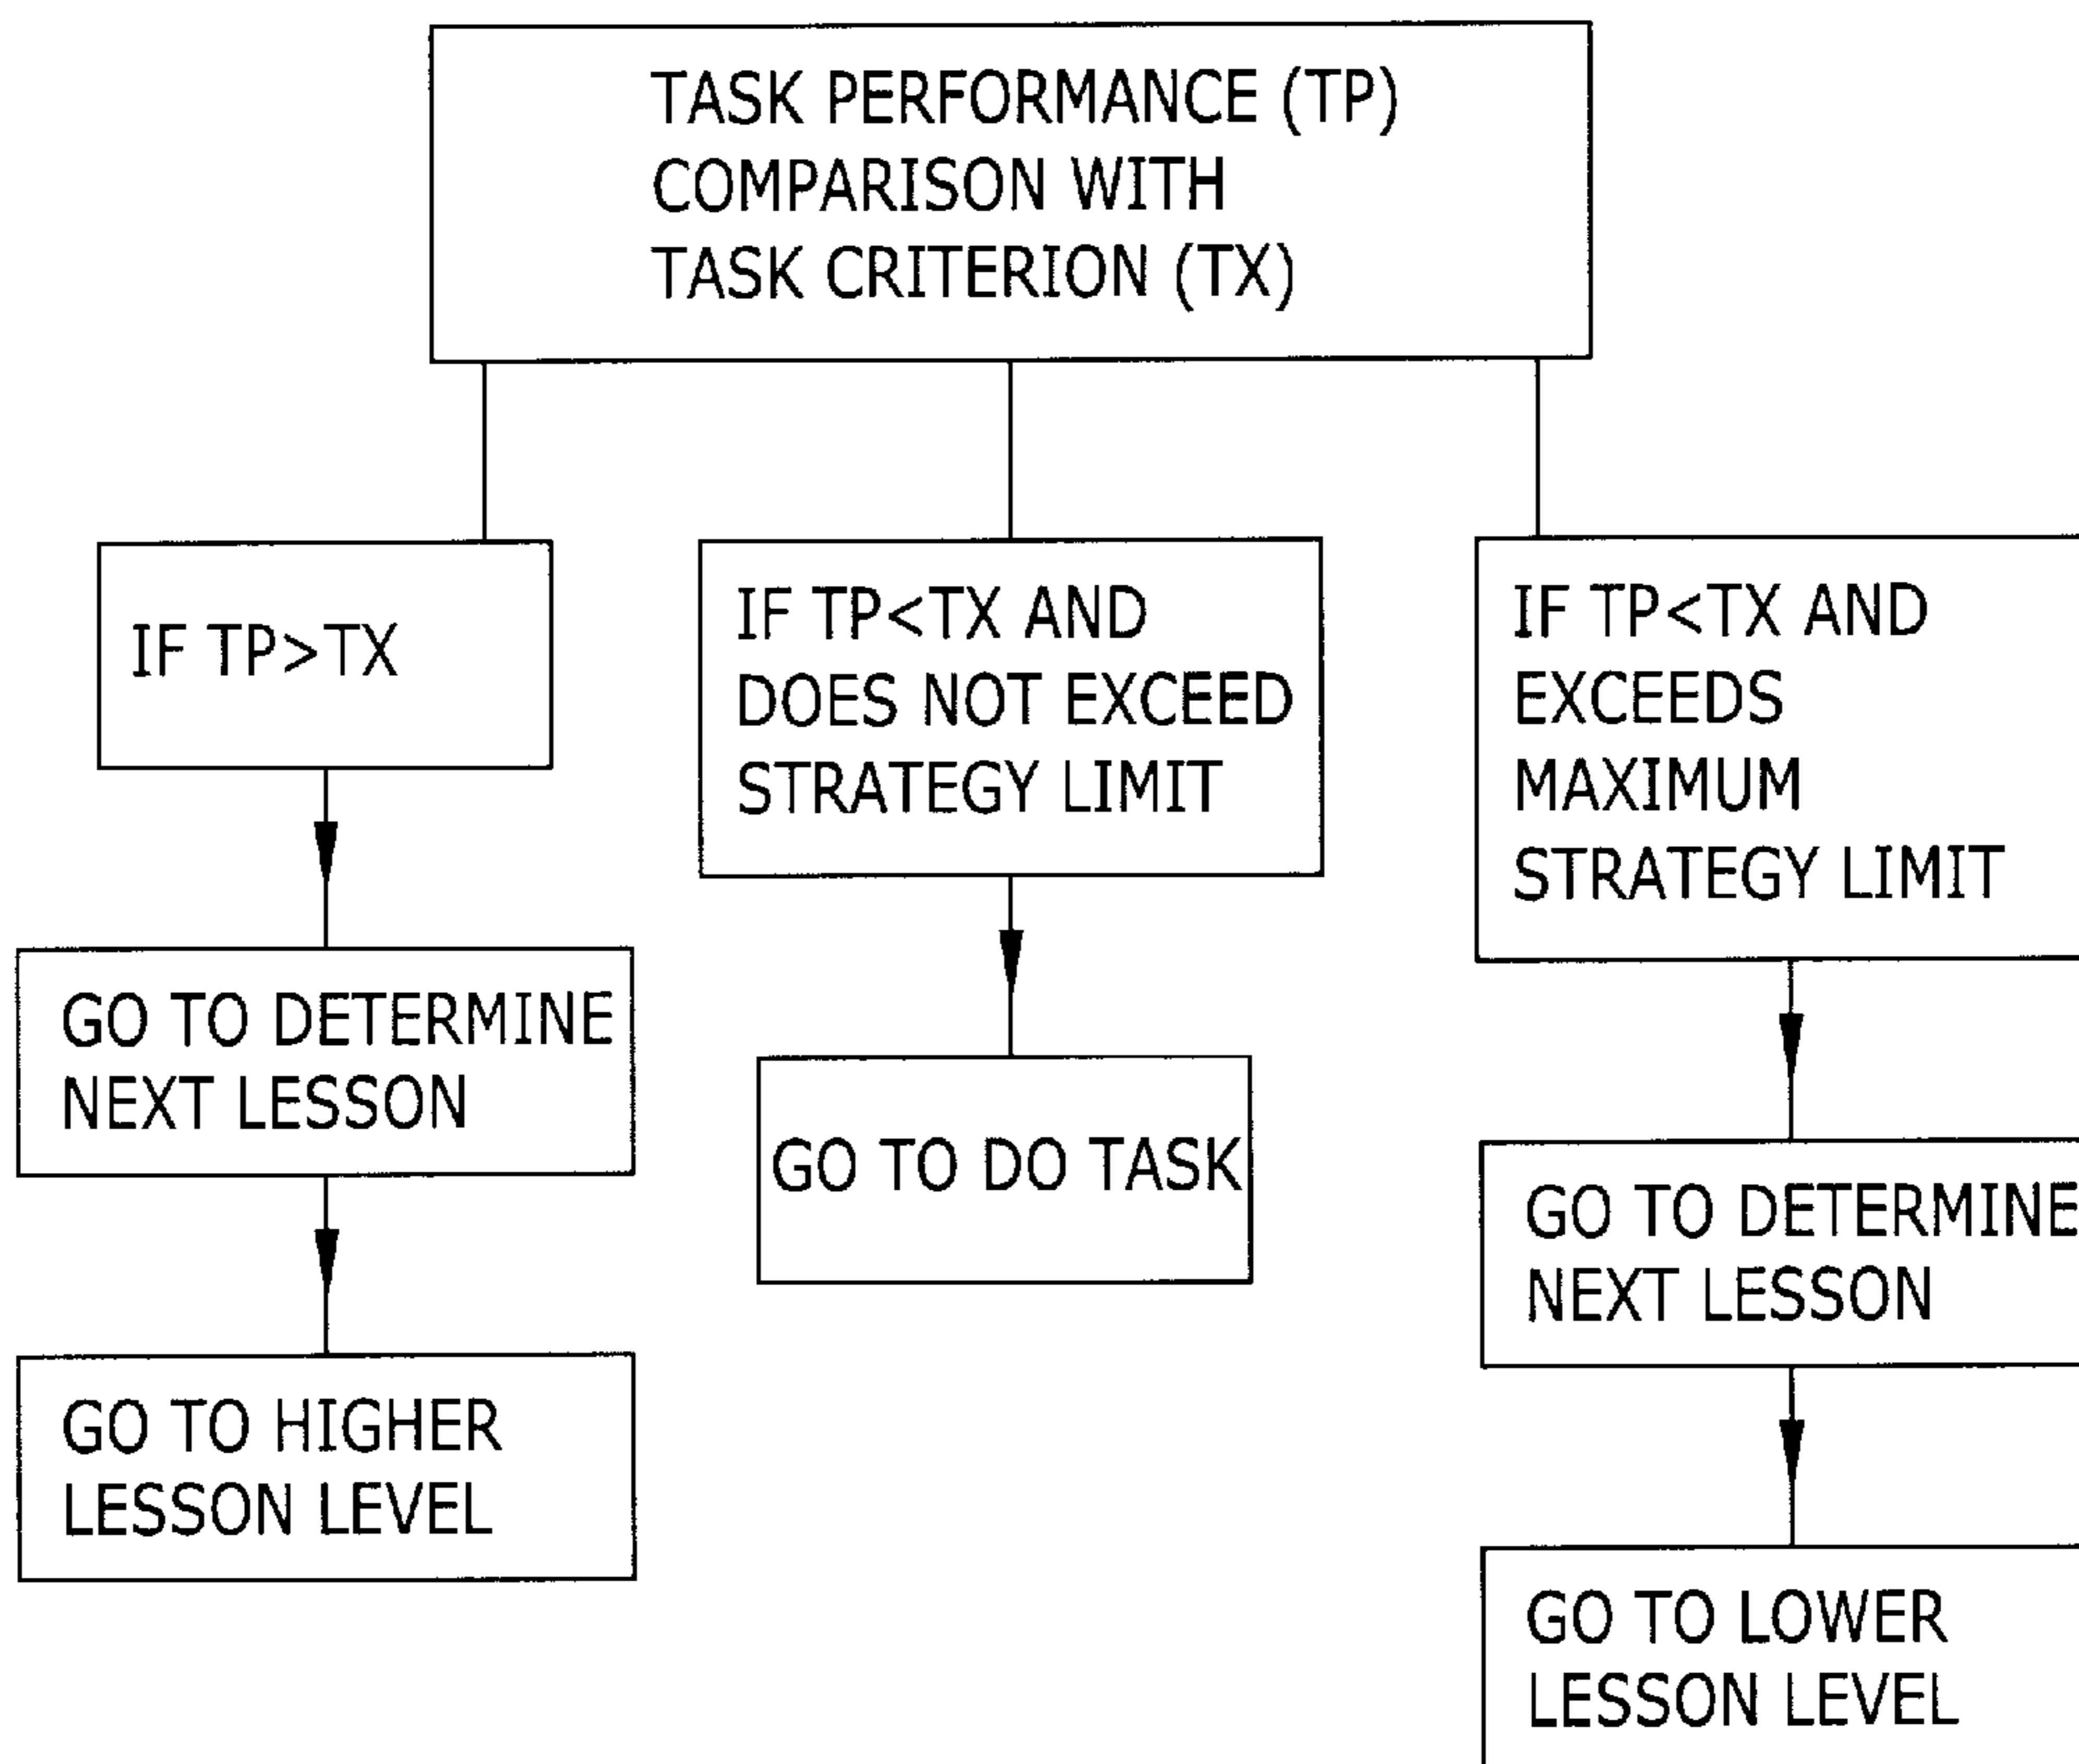 TASK PERFORMANCE (TP)
COMPARISON WITH
TASK CRITERION (TX)
IF TP>TX
GO TO DETERMINE
NEXT LESSON
GO TO HIGHER
LESSON LEVEL
IF TP<TX AND
DOES NOT EXCEED
STRATEGY LIMIT
GO TO DO TASK
IF TP<TX AND
EXCEEDS
MAXIMUM
STRATEGY LIMIT
GO TO DETERMINE
NEXT LESSON
GO TO LOWER
LESSON LEVEL